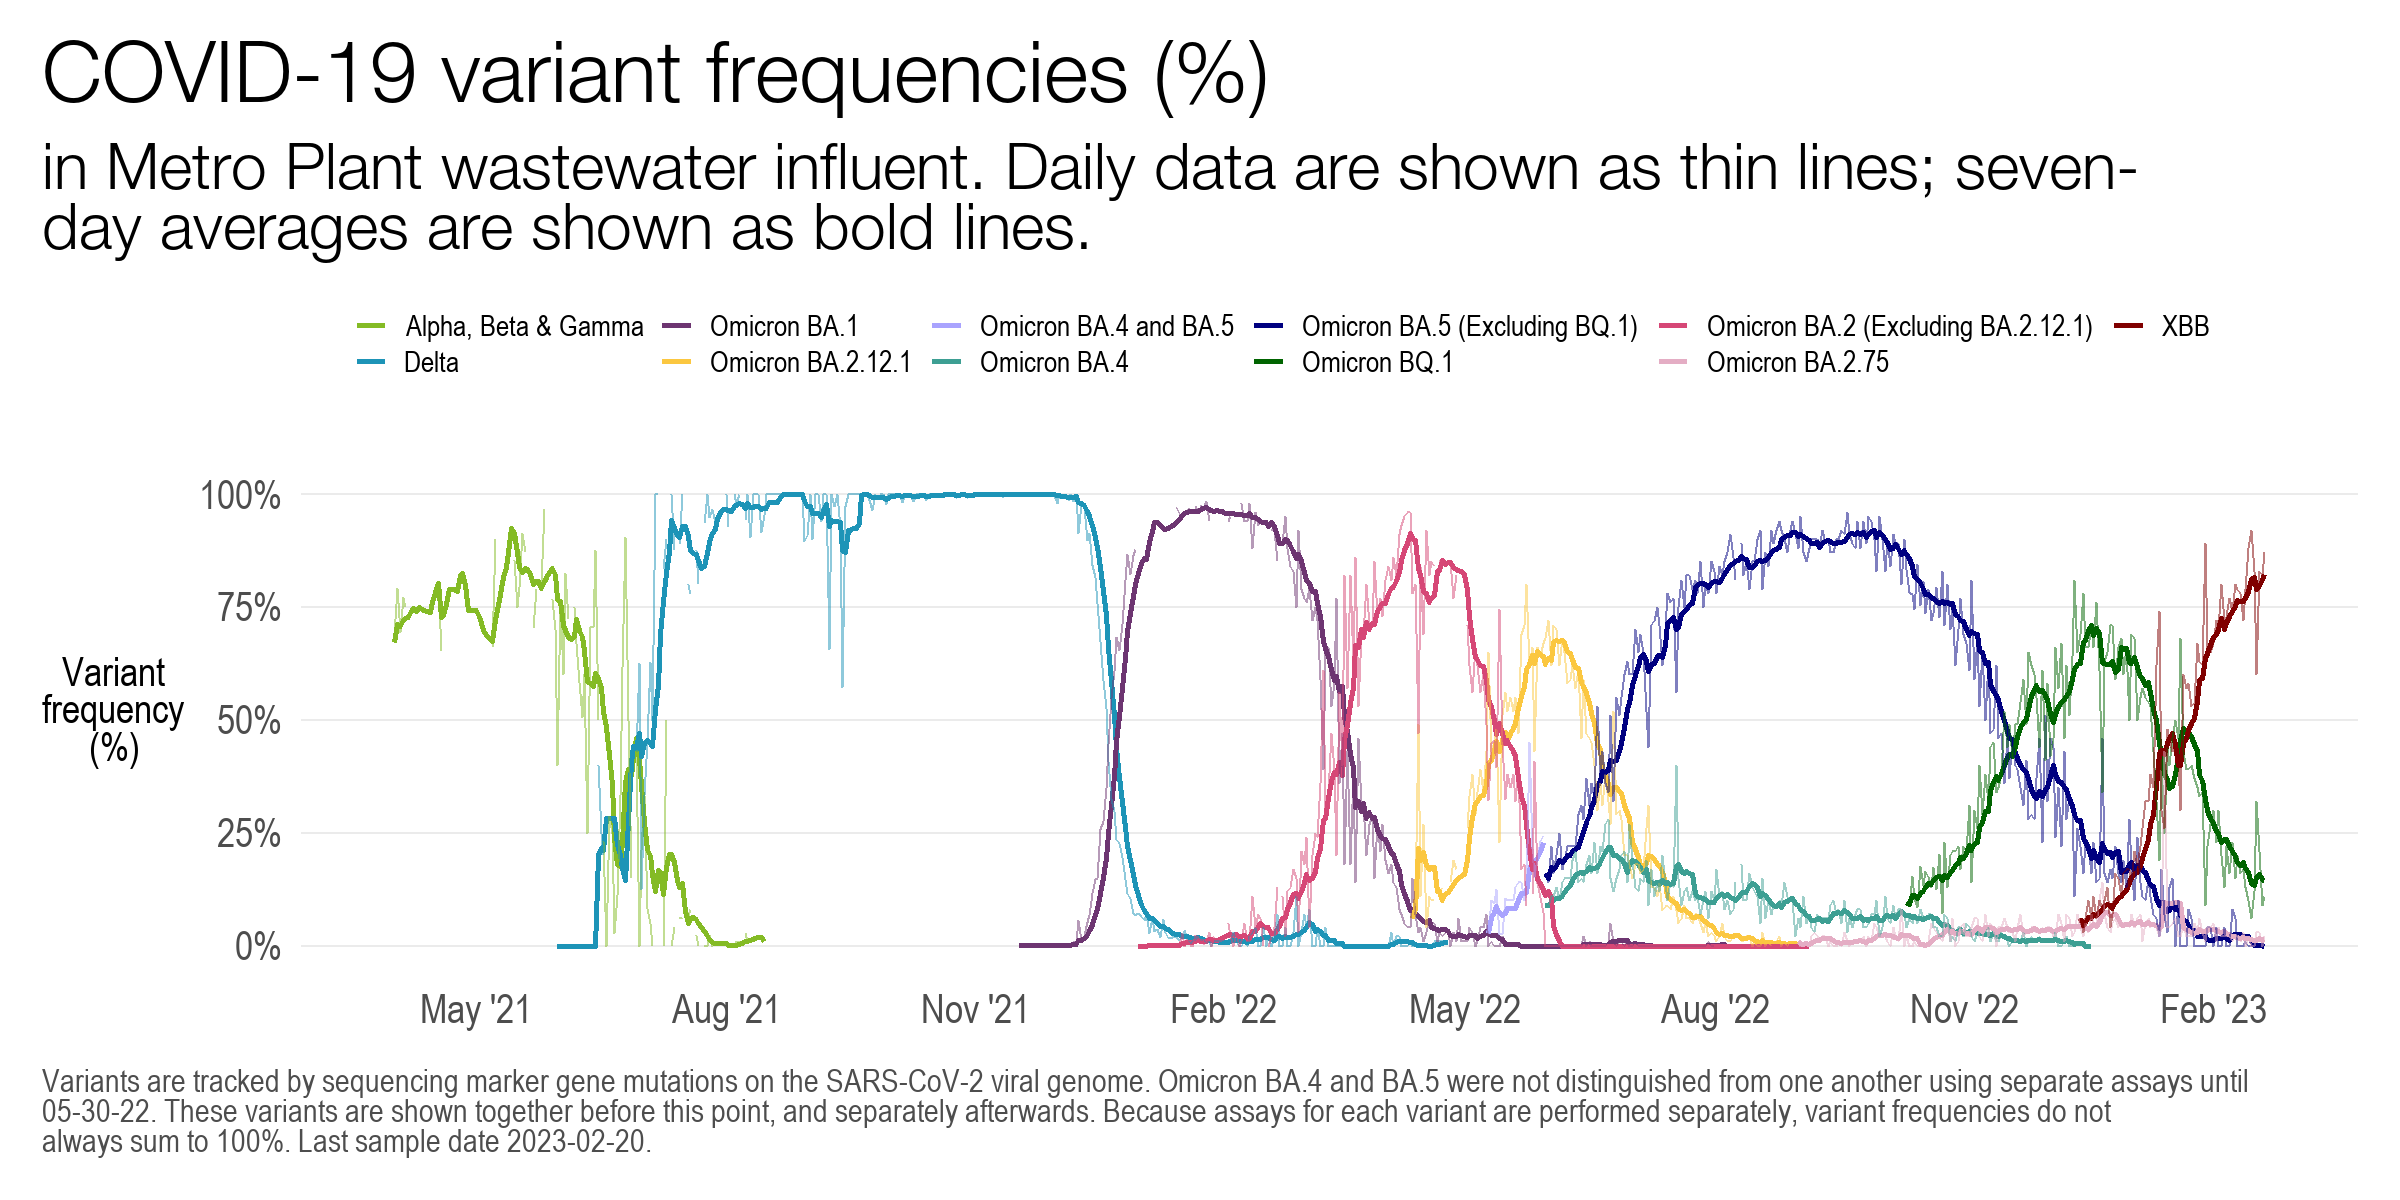 COVID-19 variant frequencies (%)
in Metro Plant wastewater influent. Daily data are shown as thin lines; seven-
day averages are shown as bold lines.
Alpha, Beta & Gamma
Omicron BA.1
Omicron BA.4 and BA.5
Omicron BA.5 (Excluding BQ.1)
Omicron BA.2 (Excluding BA.2.12.1)
XBB
Delta
Omicron BA.2.12.1
Omicron BA.4
Omicron BQ.1
Omicron BA.2.75
100%
75%
Variant
frequency
(%)
50%
25%
0%
May '21
Aug '21
Nov '21
Feb '22
May '22
Aug '22
Nov '22
Feb '23
Variants are tracked by sequencing marker gene mutations on the SARS-CoV-2 viral genome. Omicron BA.4 and BA.5 were not distinguished from one another using separate assays until
05-30-22. These variants are shown together before this point, and separately afterwards. Because assays for each variant are performed separately, variant frequencies do not
always sum to 100%. Last sample date 2023-02-20.